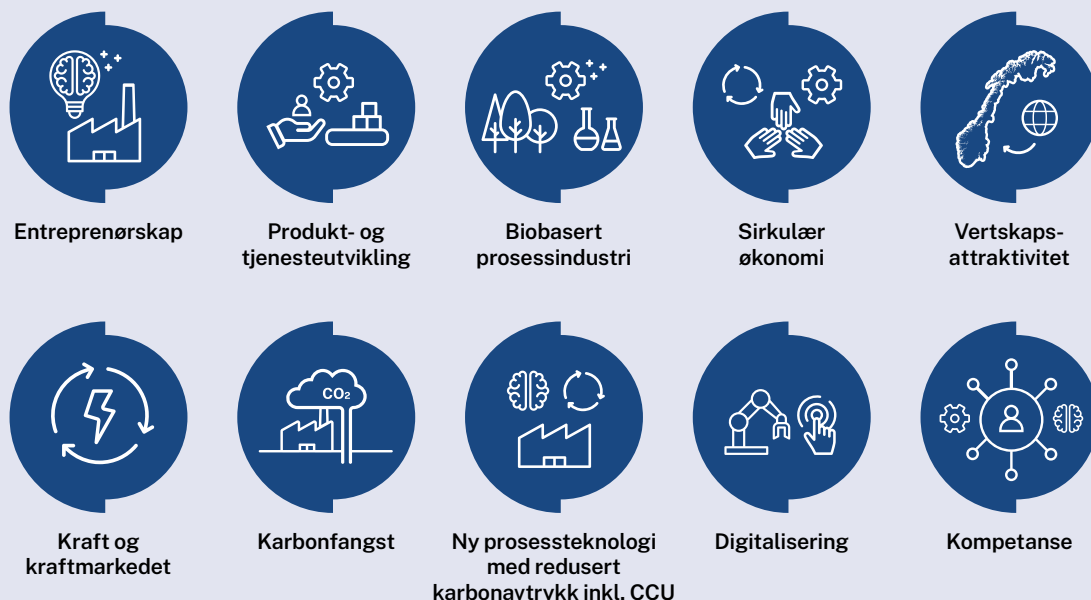 Entreprenørskap
Produkt- og
tjenesteutvikling
Biobasert
prosessindustri
Sirkulær
økonomi
Vertskaps-
attraktivitet
CO₂
Kraft og
kraftmarkedet
Karbonfangst
Ny prosessteknologi
med redusert
karbonavtrykk inkl. CCU
Digitalisering
Kompetanse